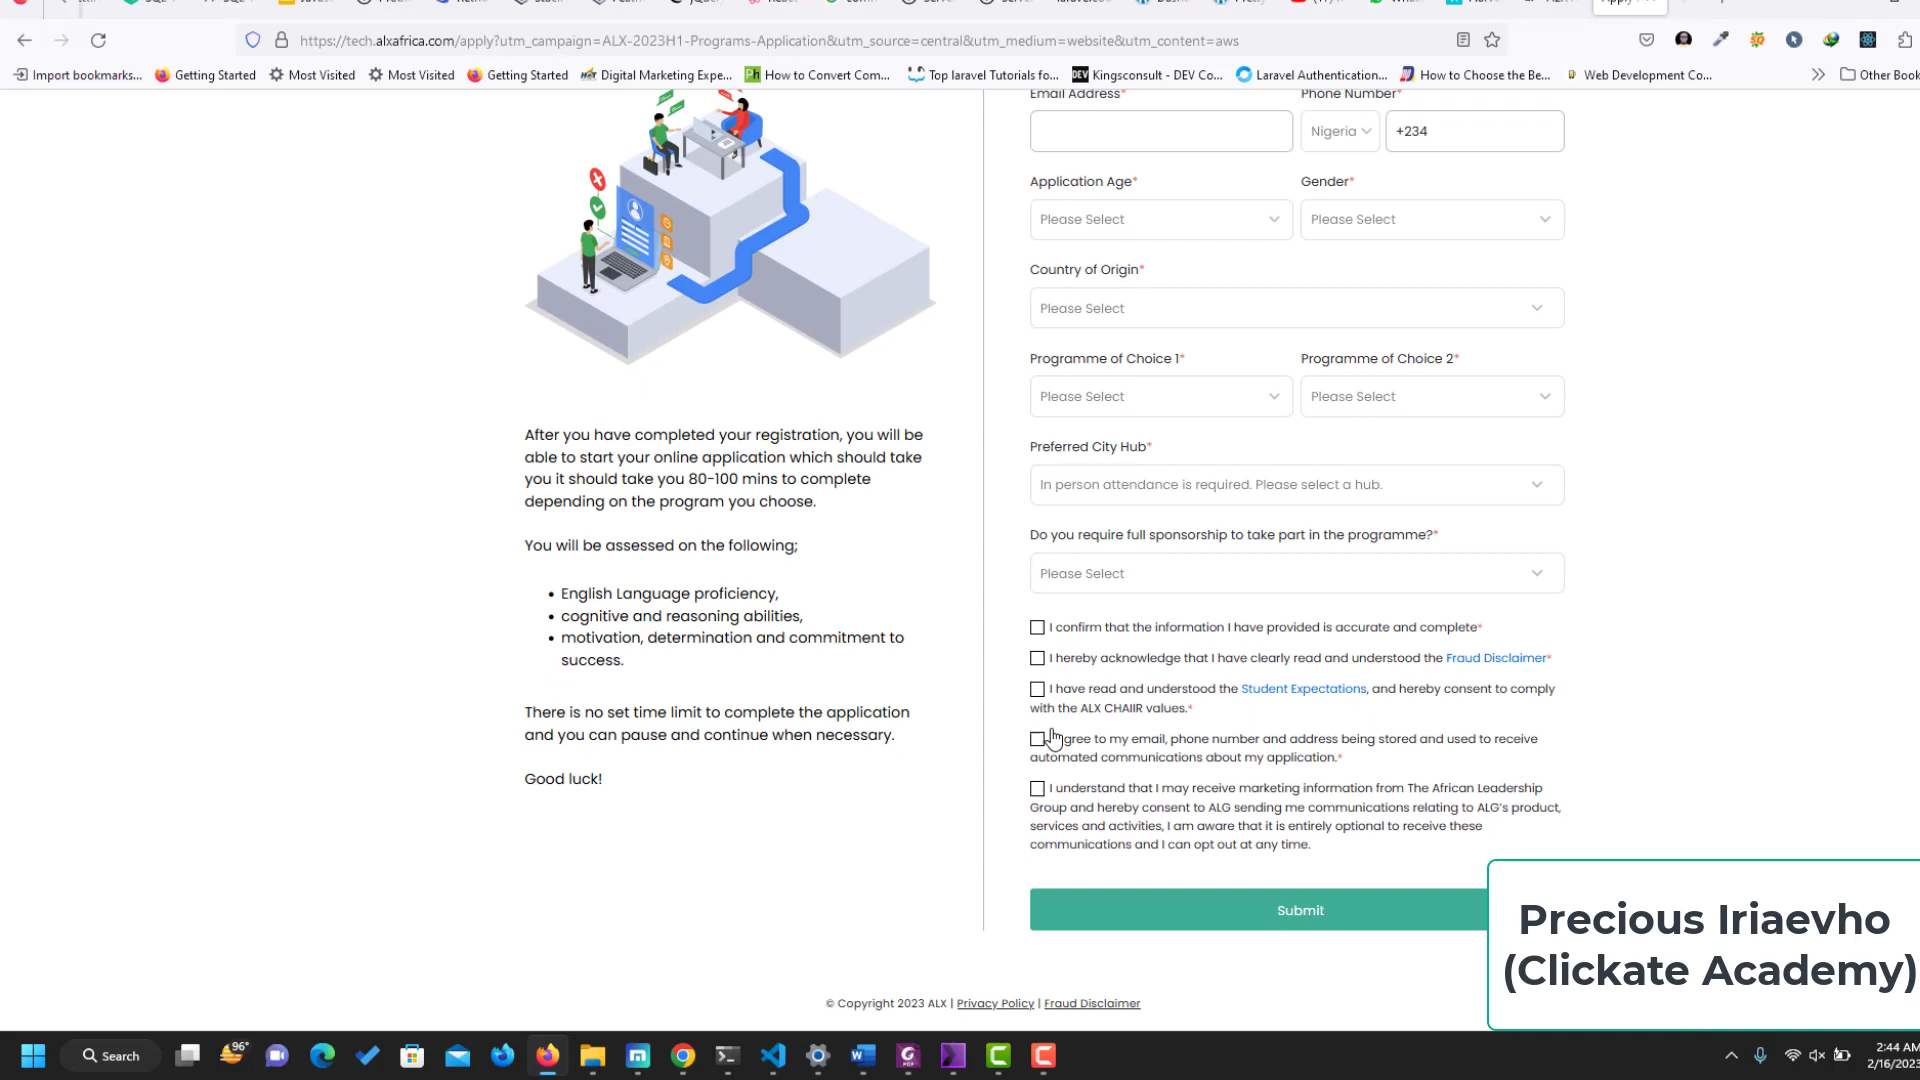 https://tech.alxafrica.com/apply?utm_campaign=ALX-2023H1-Programs-Application&utm_source=central&utm_medium=website&utm_content=aws
Import bookmarks... Getting Started Most Visited Most Visited Getting Started Digital Marketing Expe... How to Convert Com... Top laravel Tutorials fo... Kingsconsult - DEV Co... Laravel Authentication... How to Choose the Be... Web Development Co... Other Book
Email Address* Phone Number*
Nigeria +234
Application Age* Gender*
Please Select Please Select
Country of Origin*
Please Select
Programme of Choice 1* Programme of Choice 2*
Please Select Please Select
Preferred City Hub*
In person attendance is required. Please select a hub.
Do you require full sponsorship to take part in the programme?*
Please Select
I confirm that the information I have provided is accurate and complete*
I hereby acknowledge that I have clearly read and understood the Fraud Disclaimer*
I have read and understood the Student Expectations, and hereby consent to comply
with the ALX CHAIIR values.*
gree to my email, phone number and address being stored and used to receive
automated communications about my application.*
I understand that I may receive marketing information from The African Leadership
Group and hereby consent to ALG sending me communications relating to ALG's product,
services and activities, I am aware that it is entirely optional to receive these
communications and I can opt out at any time.
Submit
After you have completed your registration, you will be
able to start your online application which should take
you it should take you 80-100 mins to complete
depending on the program you choose.
You will be assessed on the following;
• English Language proficiency,
• cognitive and reasoning abilities,
• motivation, determination and commitment to
success.
There is no set time limit to complete the application
and you can pause and continue when necessary.
Good luck!
Precious Iriaevho
(Clickate Academy)
© Copyright 2023 ALX | Privacy Policy | Fraud Disclaimer
Search
96°
2:44 AM
2/16/2023